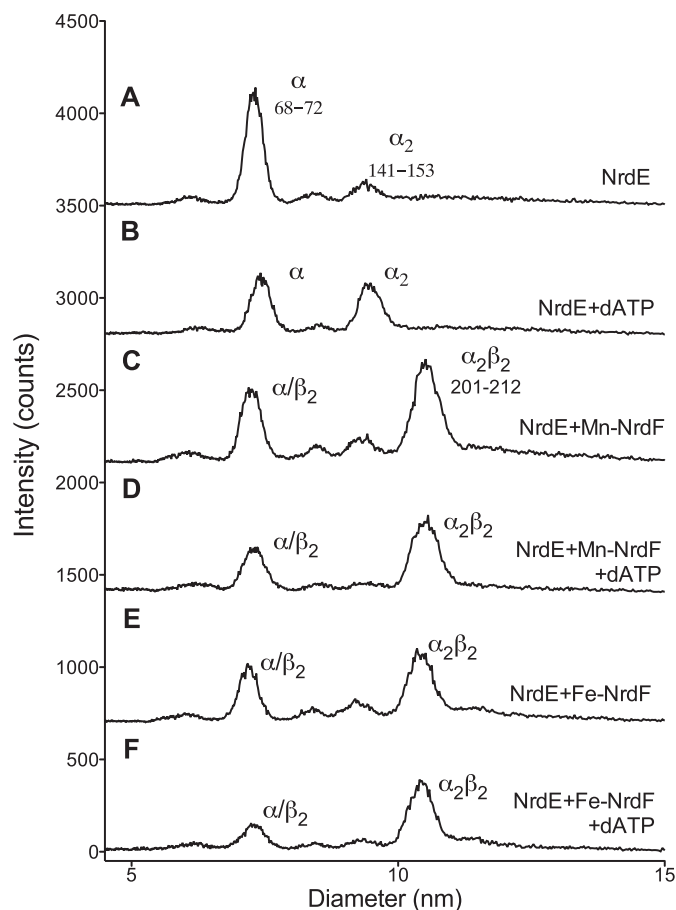 4500
A
α
68–72
4000
α₂
141–153
NrdE
3500
B
α
α₂
3000
NrdE+dATP
C
α₂β₂
201-212
α/β₂
2500
NrdE+Mn-NrdF
2000
D
α/β₂
α₂β₂
NrdE+Mn-NrdF
+dATP
1500
E
α/β₂
α₂β₂
1000
NrdE+Fe-NrdF
F
500
α/β₂
α₂β₂
NrdE+Fe-NrdF
+dATP
0
5
10
15
Diameter (nm)
Intensity (counts)